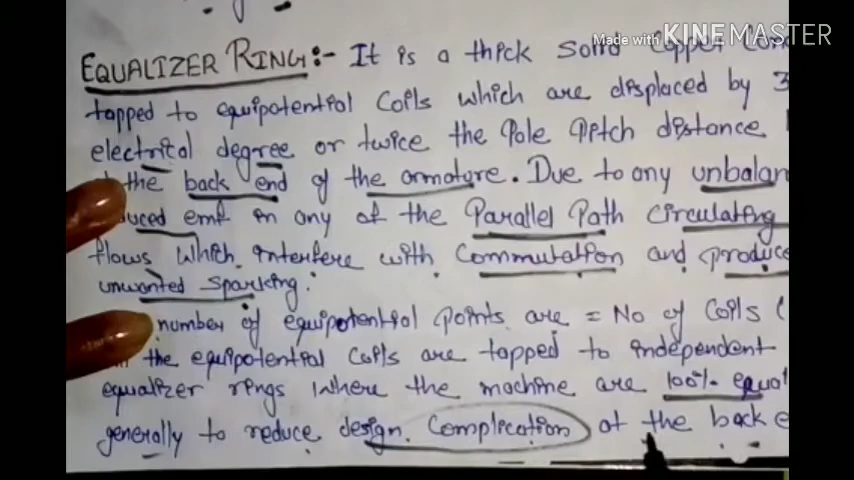 Made with KINEMASTER
EQUALIZER RING:- It is a thick solid copper
tapped to equipotential coils which are displaced by 3
electrical degree or twice the Pole Pitch distance
the back end of the armature. Due to any unbalan
duced emf in any of the Parallel Path circulating
flows which interfere with commutation and produce
unwanted sparking.
number of equipotential points are = No of coils (
the equipotential coils are tapped to independent
equalizer rings where the machine are 100% equal
generally to reduce design complication at the back e